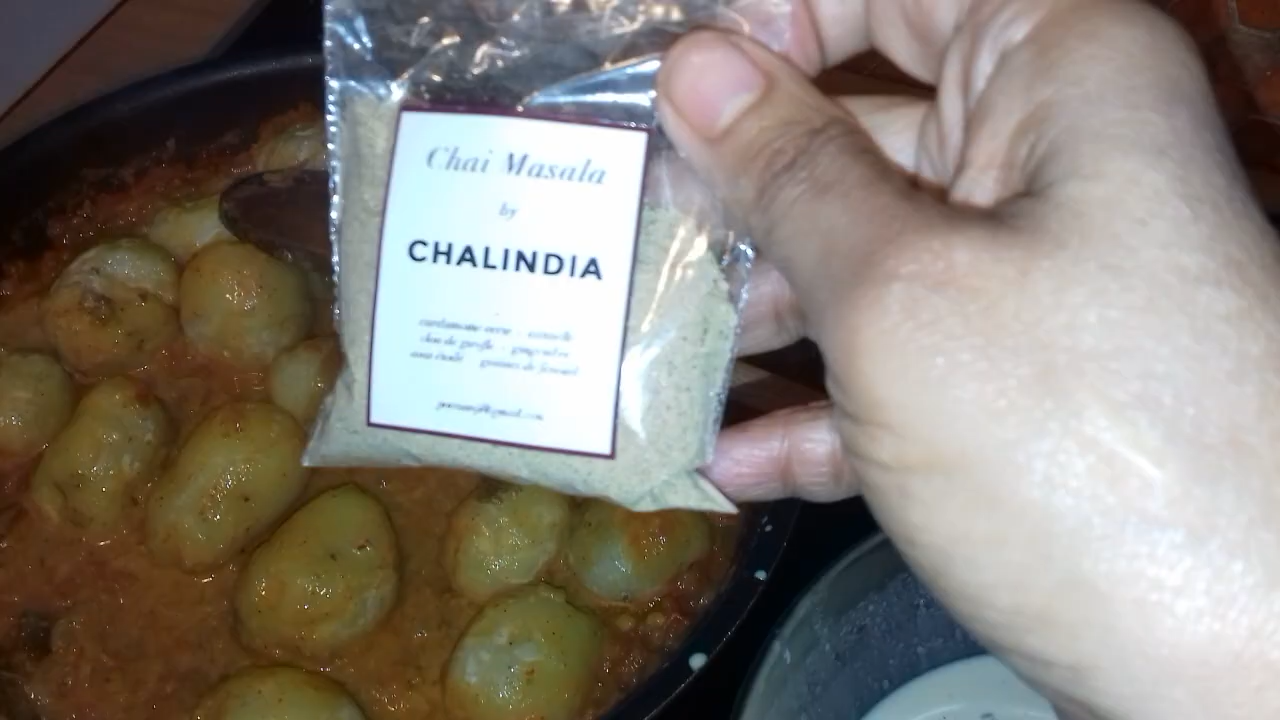 Chai Masala
by
CHALINDIA
cardamome verte - cannelle
clou de girofle - gingembre
anis étoilé - graines de fenouil